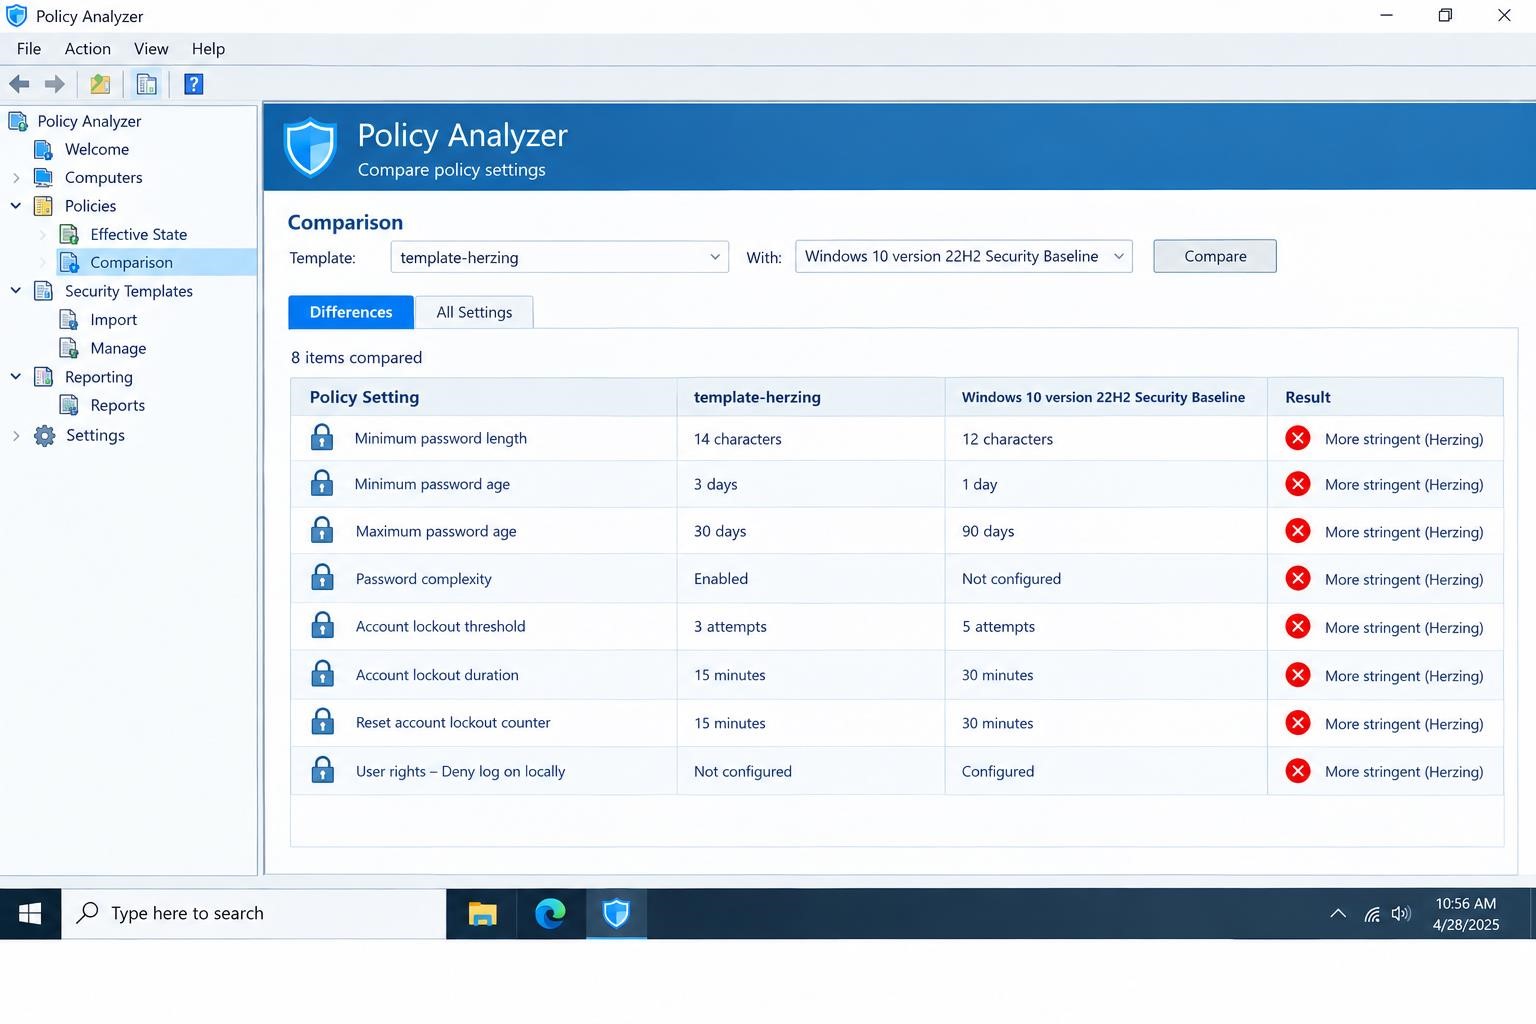 Policy Analyzer
File Action View Help
?
Policy Analyzer
Welcome
Computers
Policies
Effective State
Comparison
Security Templates
Import
Manage
Reporting
Reports
Settings
Policy Analyzer
Compare policy settings
Comparison
Template: template-herzing With: Windows 10 version 22H2 Security Baseline Compare
Differences All Settings
8 items compared
Policy Setting template-herzing Windows 10 version 22H2 Security Baseline Result
Minimum password length 14 characters 12 characters More stringent (Herzing)
Minimum password age 3 days 1 day More stringent (Herzing)
Maximum password age 30 days 90 days More stringent (Herzing)
Password complexity Enabled Not configured More stringent (Herzing)
Account lockout threshold 3 attempts 5 attempts More stringent (Herzing)
Account lockout duration 15 minutes 30 minutes More stringent (Herzing)
Reset account lockout counter 15 minutes 30 minutes More stringent (Herzing)
User rights – Deny log on locally Not configured Configured More stringent (Herzing)
Type here to search
10:56 AM
4/28/2025